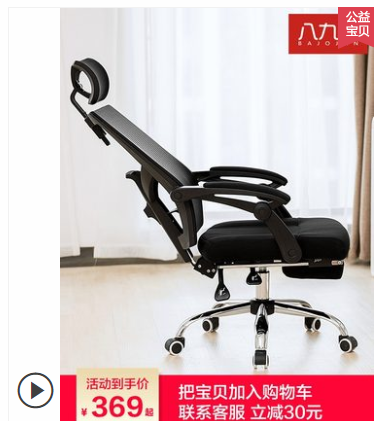 公益
宝贝
八九
BAJO
活动到手价
把宝贝加入购物车
¥369起
联系客服 立减30元